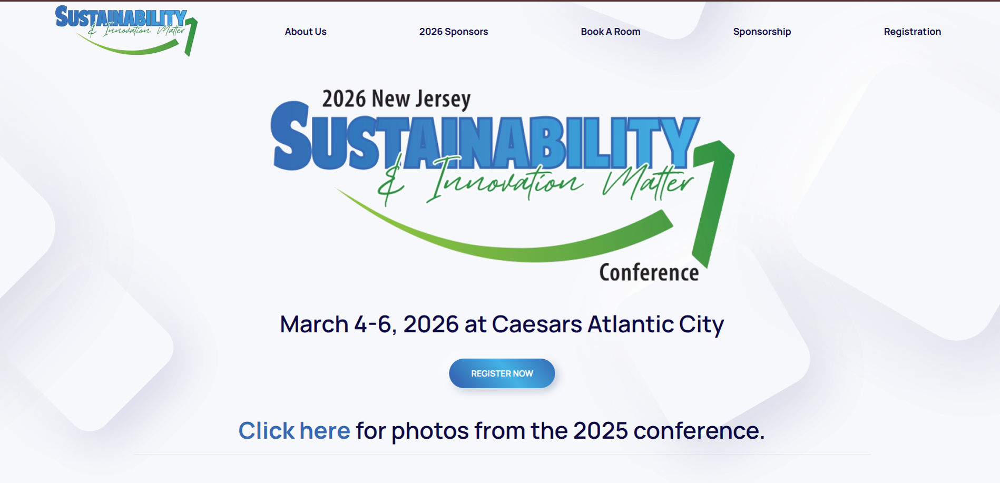 SUSTAINABILITY
& Innovation Matter
About Us
2026 Sponsors
Book A Room
Sponsorship
Registration
2026 New Jersey
SUSTAINABILITY
& Innovation Matter
Conference
March 4-6, 2026 at Caesars Atlantic City
REGISTER NOW
Click here for photos from the 2025 conference.